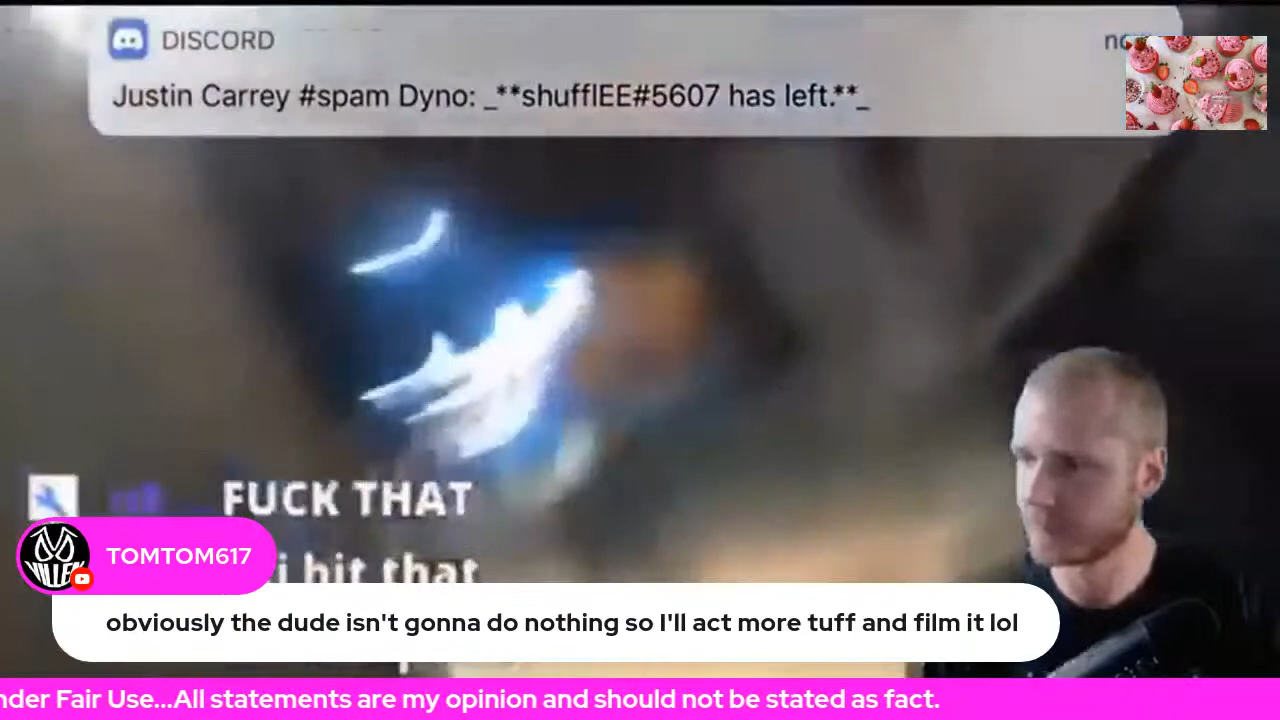 DISCORD
Justin Carrey #spam Dyno: _**shufflEE#5607 has left.**_
FUCK THAT
hit that
TOMTOM617
obviously the dude isn't gonna do nothing so I'll act more tuff and film it lol
nder Fair Use...All statements are my opinion and should not be stated as fact.